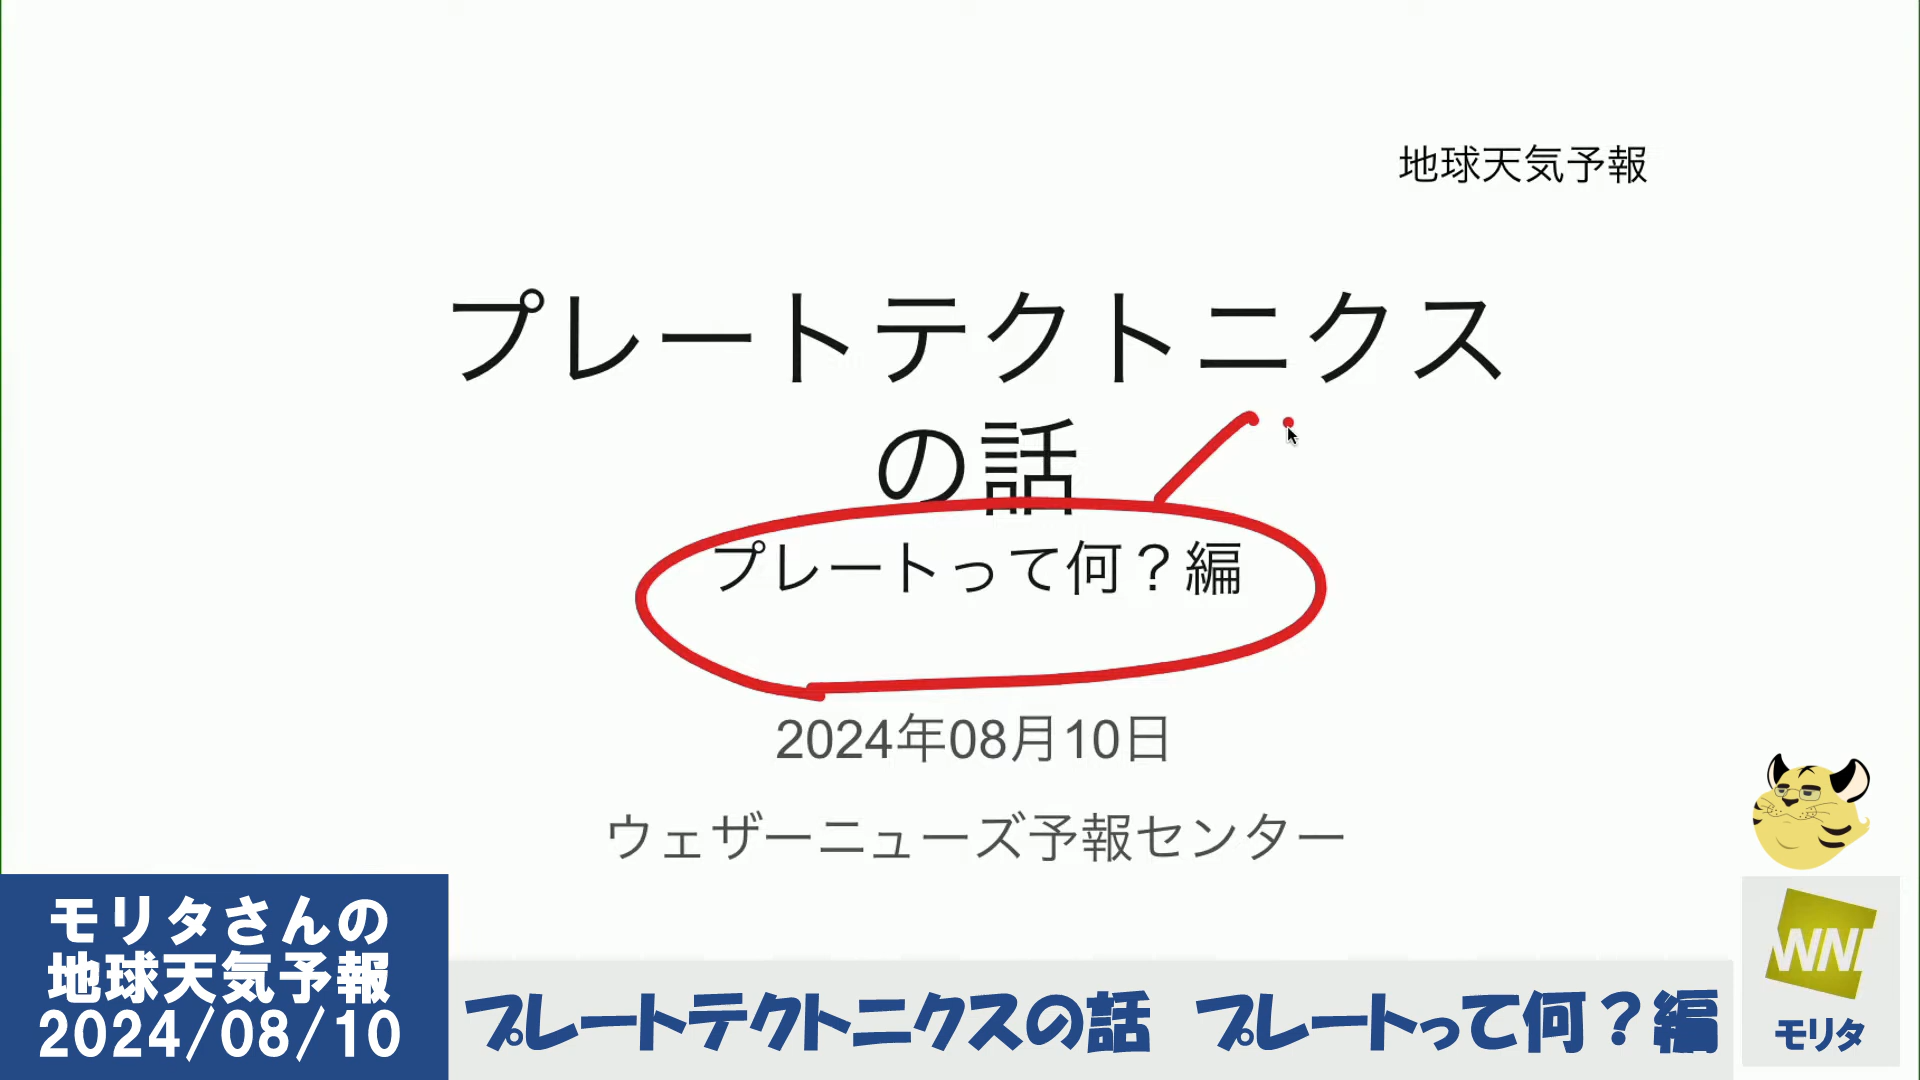 地球天気予報
プレートテクトニクス
の話
プレートって何？編
2024年08月10日
ウェザーニューズ予報センター
モリタさんの
地球天気予報
2024/08/10
プレートテクトニクスの話 プレートって何？編
WNI
モリタ